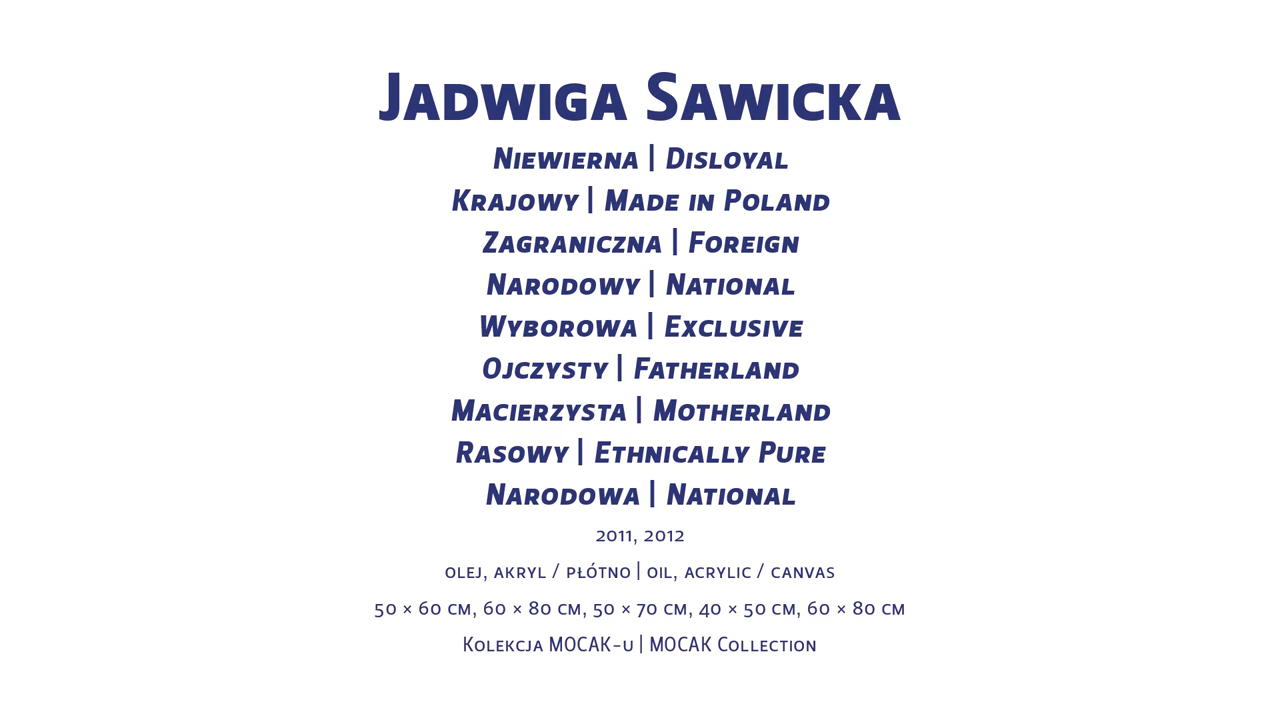 Jadwiga Sawicka
Niewierna | Disloyal
Krajowy | Made in Poland
Zagraniczna | Foreign
Narodowy | National
Wyborowa | Exclusive
Ojczysty | Fatherland
Macierzysta | Motherland
Rasowy | Ethnically Pure
Narodowa | National
2011, 2012
olej, akryl / płótno | oil, acrylic / canvas
50 × 60 cm, 60 × 80 cm, 50 × 70 cm, 40 × 50 cm, 60 × 80 cm
Kolekcja MOCAK-u | MOCAK Collection